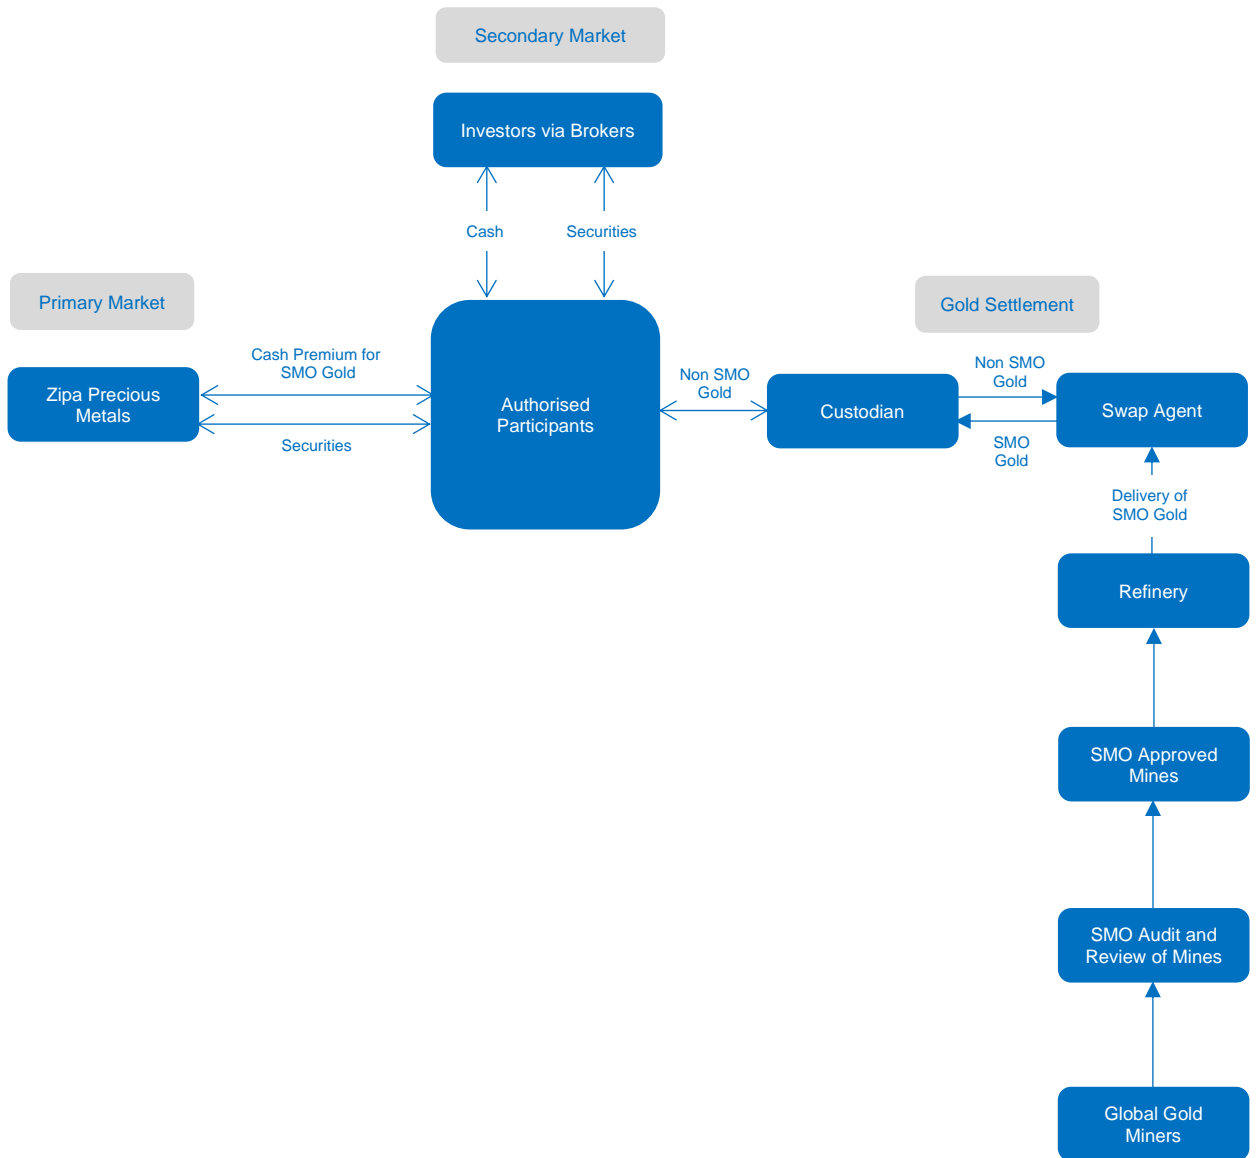 Secondary Market
Investors via Brokers
Cash
Securities
Primary Market
Gold Settlement
Cash Premium for
SMO Gold
Zipa Precious
Metals
Securities
Authorised
Participants
Non SMO
Gold
Custodian
Non SMO
Gold
SMO
Gold
Swap Agent
Delivery of
SMO Gold
Refinery
SMO Approved
Mines
SMO Audit and
Review of Mines
Global Gold
Miners